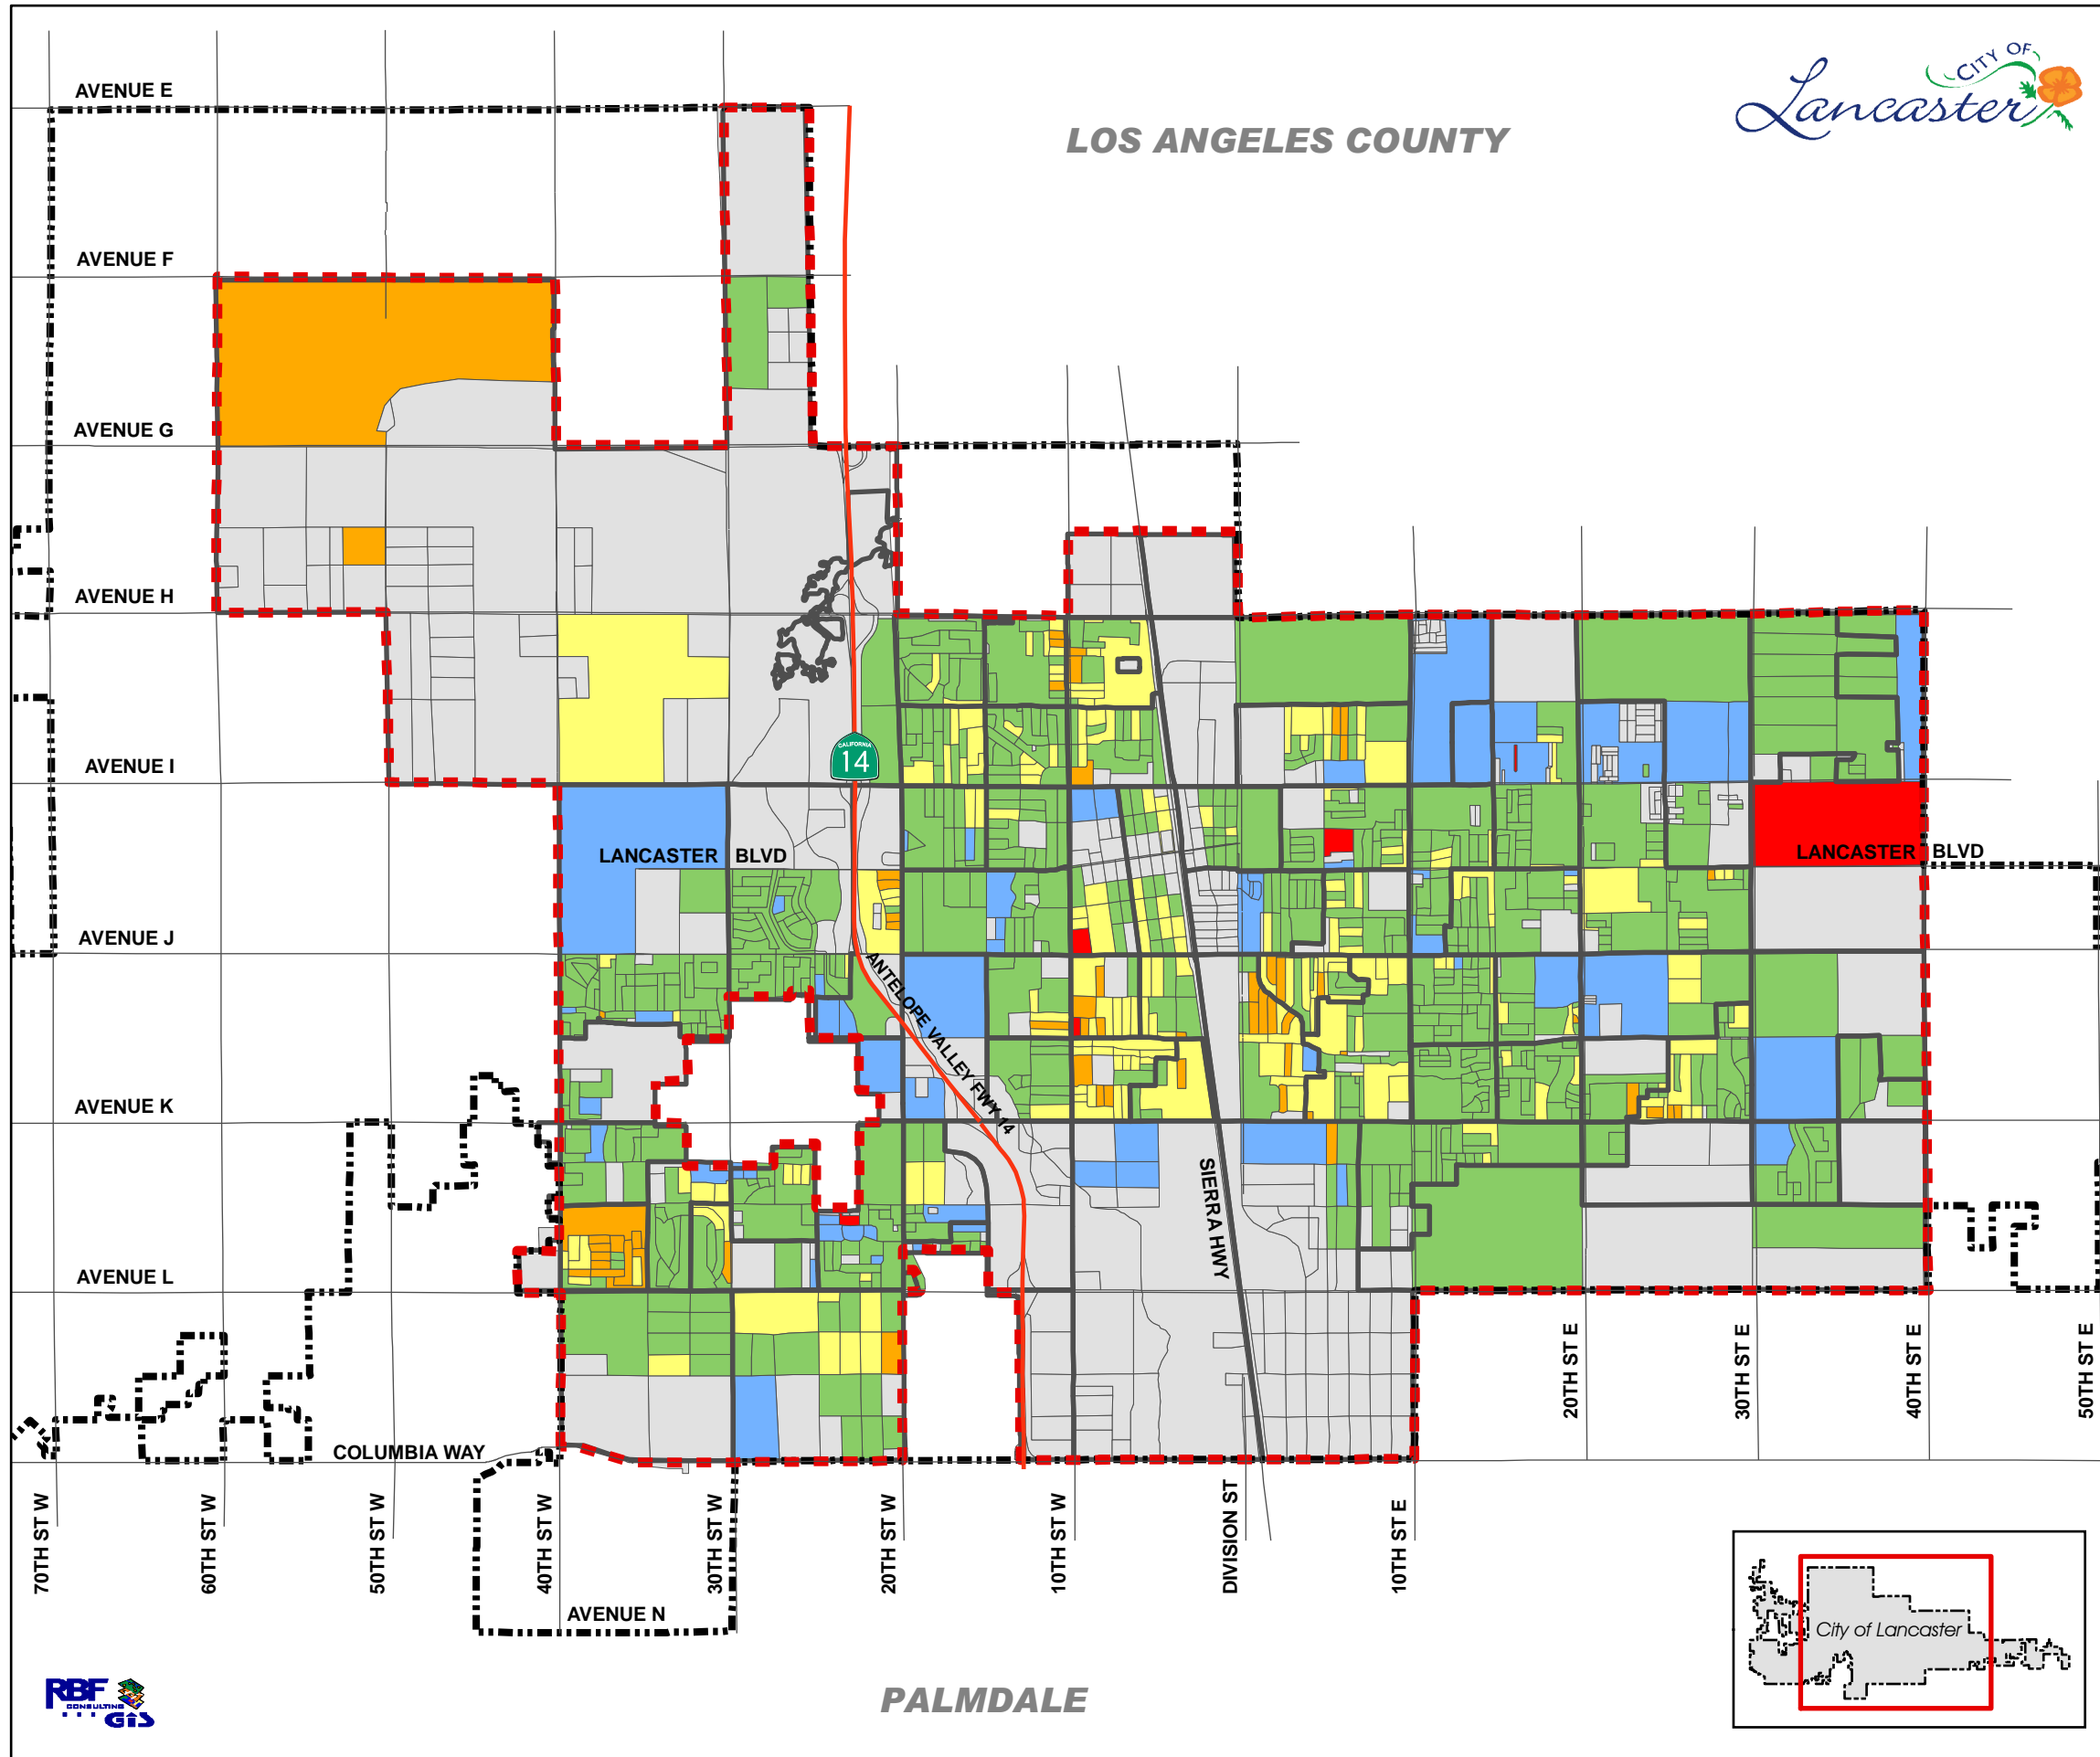 AVENUE E
CITY OF
Lancaster
LOS ANGELES COUNTY
AVENUE F
AVENUE G
AVENUE H
CALIFORNIA
14
AVENUE I
LANCASTER BLVD
LANCASTER BLVD
AVENUE J
ANTELOPE VALLEY FWY 14
AVENUE K
SIERRA HWY
AVENUE L
COLUMBIA WAY
20TH ST E
30TH ST E
40TH ST E
50TH ST E
70TH ST W
60TH ST W
50TH ST W
40TH ST W
30TH ST W
20TH ST W
10TH ST W
DIVISION ST
10TH ST E
AVENUE N
City of Lancaster
RBF
CONSULTING
GIS
PALMDALE